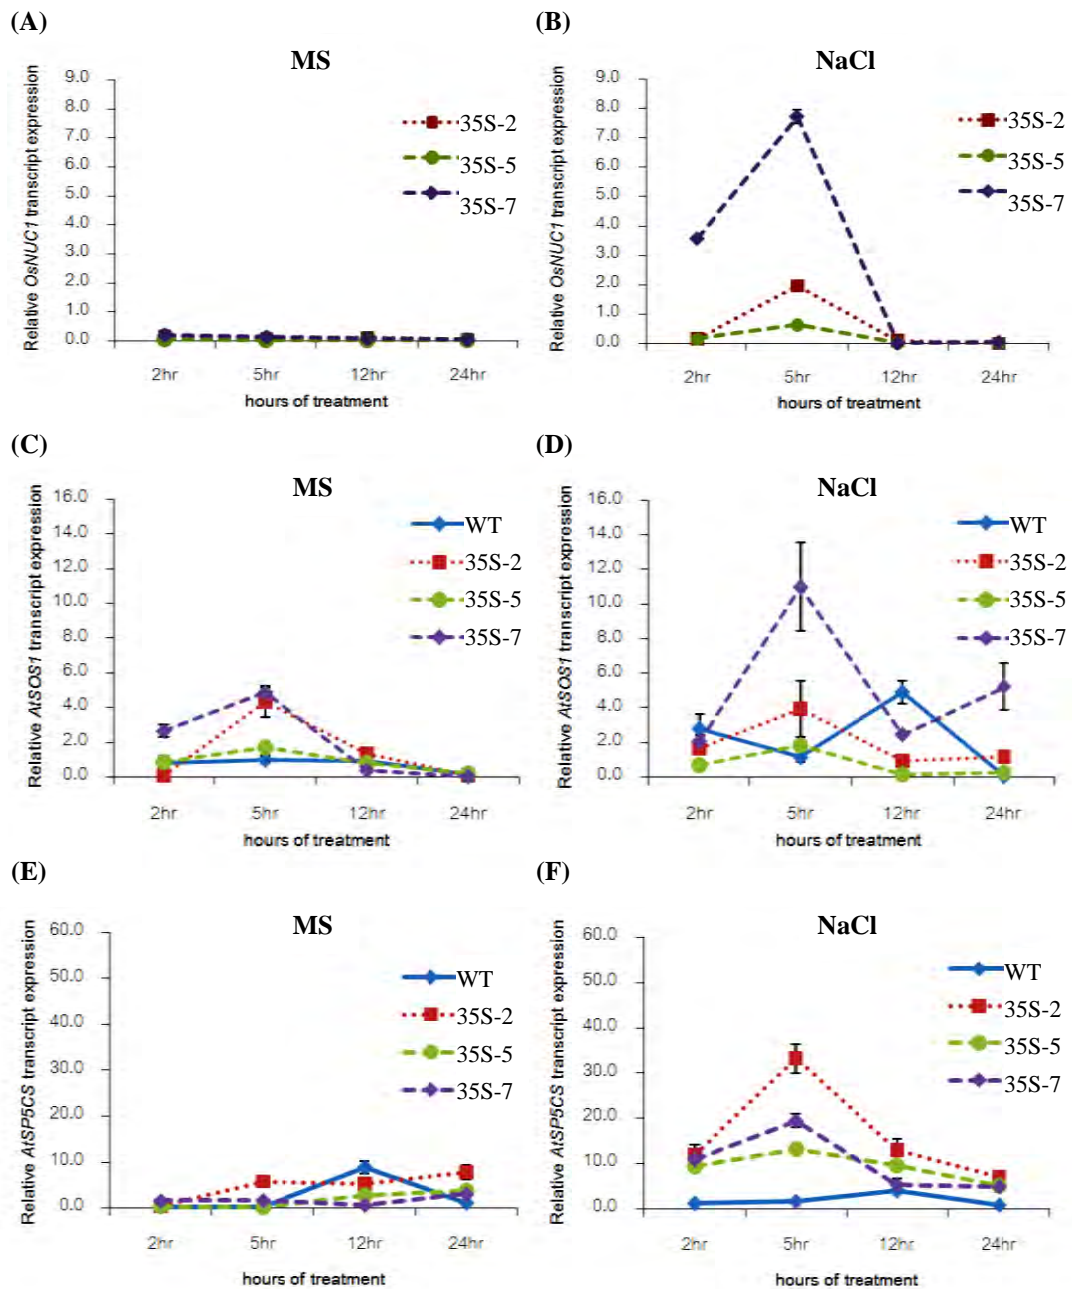 (A)
MS
Relative OsNUC1 transcript expression
9.0
8.0
7.0
6.0
5.0
4.0
3.0
2.0
1.0
0.0
35S-2
35S-5
35S-7
2hr 5hr 12hr 24hr
hours of treatment
(B)
NaCl
Relative OsNUC1 transcript expression
9.0
8.0
7.0
6.0
5.0
4.0
3.0
2.0
1.0
0.0
35S-2
35S-5
35S-7
2hr 5hr 12hr 24hr
hours of treatment
(C)
MS
Relative AtSOS1 transcript expression
16.0
14.0
12.0
10.0
8.0
6.0
4.0
2.0
0.0
WT
35S-2
35S-5
35S-7
2hr 5hr 12hr 24hr
hours of treatment
(D)
NaCl
Relative AtSOS1 transcript expression
16.0
14.0
12.0
10.0
8.0
6.0
4.0
2.0
0.0
WT
35S-2
35S-5
35S-7
2hr 5hr 12hr 24hr
hours of treatment
(E)
MS
Relative AtSP5CS transcript expression
60.0
50.0
40.0
30.0
20.0
10.0
0.0
WT
35S-2
35S-5
35S-7
2hr 5hr 12hr 24hr
hours of treatment
(F)
NaCl
Relative AtSP5CS transcript expression
60.0
50.0
40.0
30.0
20.0
10.0
0.0
WT
35S-2
35S-5
35S-7
2hr 5hr 12hr 24hr
hours of treatment